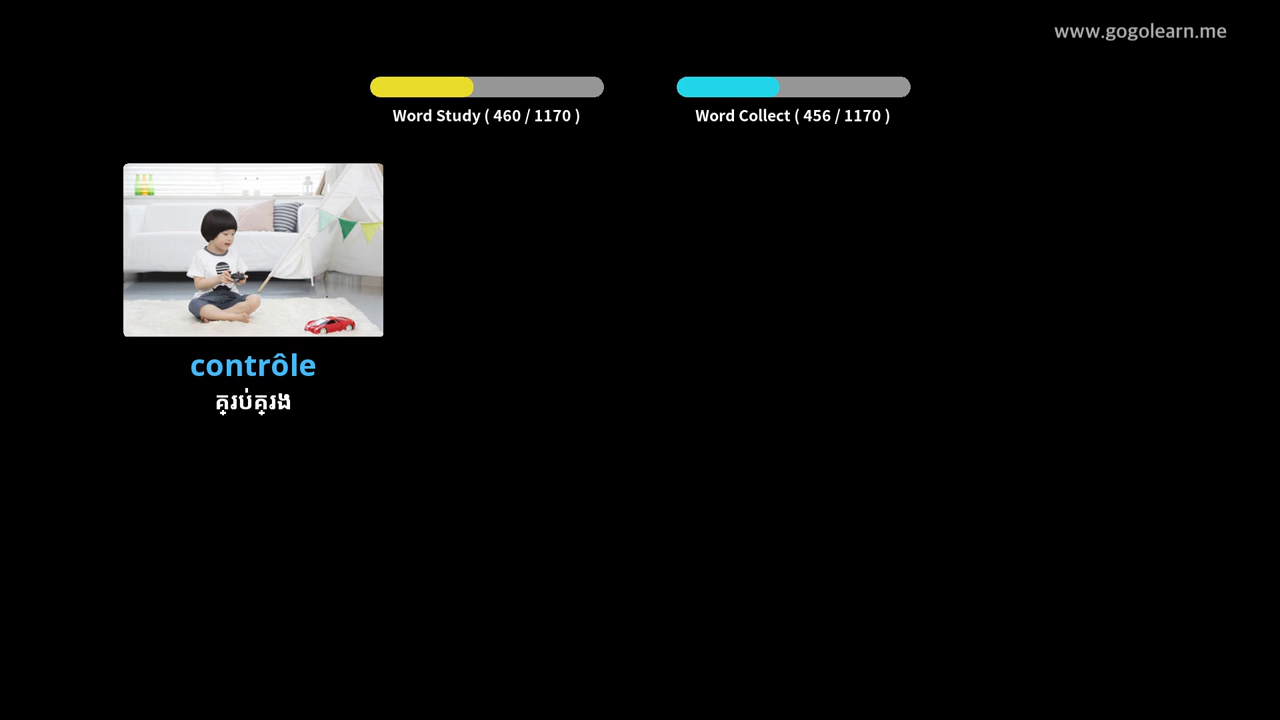 www.gogolearn.me
Word Study ( 460 / 1170 )
Word Collect ( 456 / 1170 )
contrôle
គ្រប់គ្រង